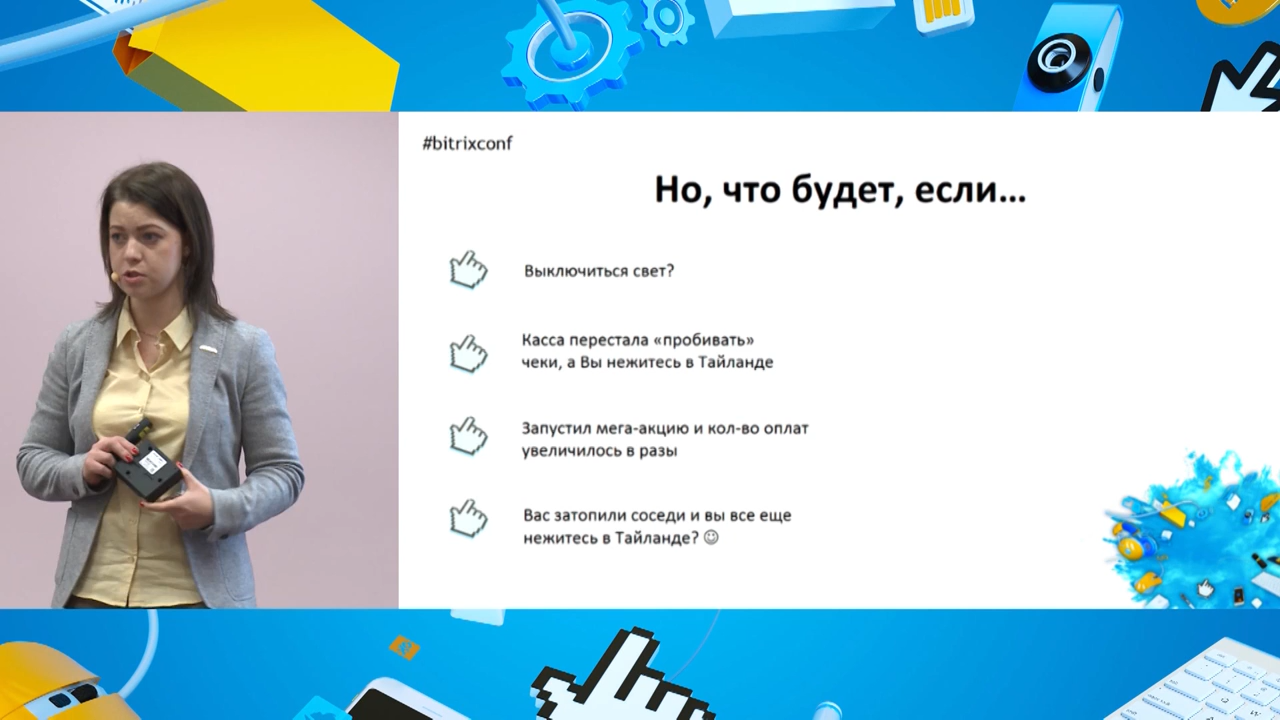 #bitrixconf
Но, что будет, если...
Выключиться свет?
Касса перестала «пробивать»
чеки, а Вы нежитесь в Тайланде
Запустил мега-акцию и кол-во оплат
увеличилось в разы
Вас затопили соседи и вы все еще
нежитесь в Тайланде? ☺